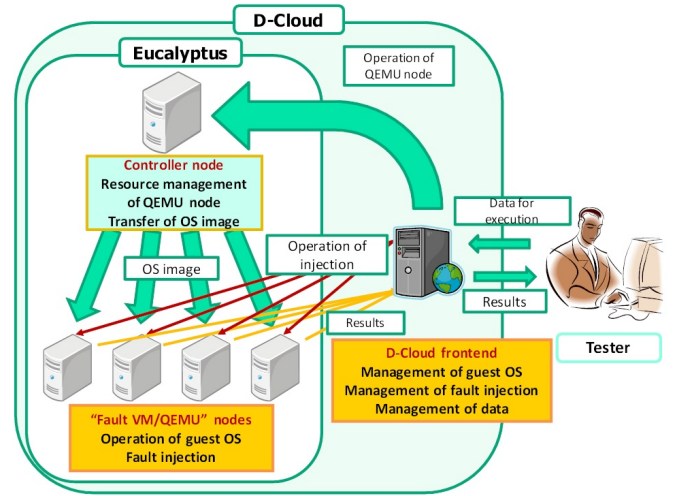 D-Cloud
Eucalyptus
Operation of
QEMU node
Controller node
Resource management
of QEMU node
Transfer of OS image
Data for
execution
OS image
Operation of
injection
Results
Results
Tester
D-Cloud frontend
Management of guest OS
Management of fault injection
Management of data
“Fault VM/QEMU” nodes
Operation of guest OS
Fault injection